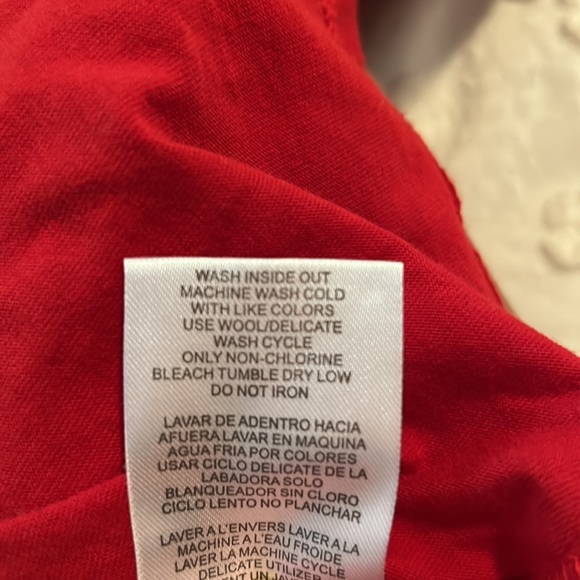 WASH INSIDE OUT
MACHINE WASH COLD
WITH LIKE COLORS
USE WOOL/DELICATE
WASH CYCLE
ONLY NON-CHLORINE
BLEACH TUMBLE DRY LOW
DO NOT IRON
LAVAR DE ADENTRO HACIA
AFUERA LAVAR EN MAQUINA
AGUA FRIA POR COLORES
USAR CICLO DELICATE DE LA
LABADORA SOLO
BLANQUEADOR SIN CLORO
CICLO LENTO NO PLANCHAR
LAVER A L'ENVERS LAVER A LA
MACHINE A L'EAU FROIDE
LAVER LA MACHINE CYCLE
DELICATE UTILIZER